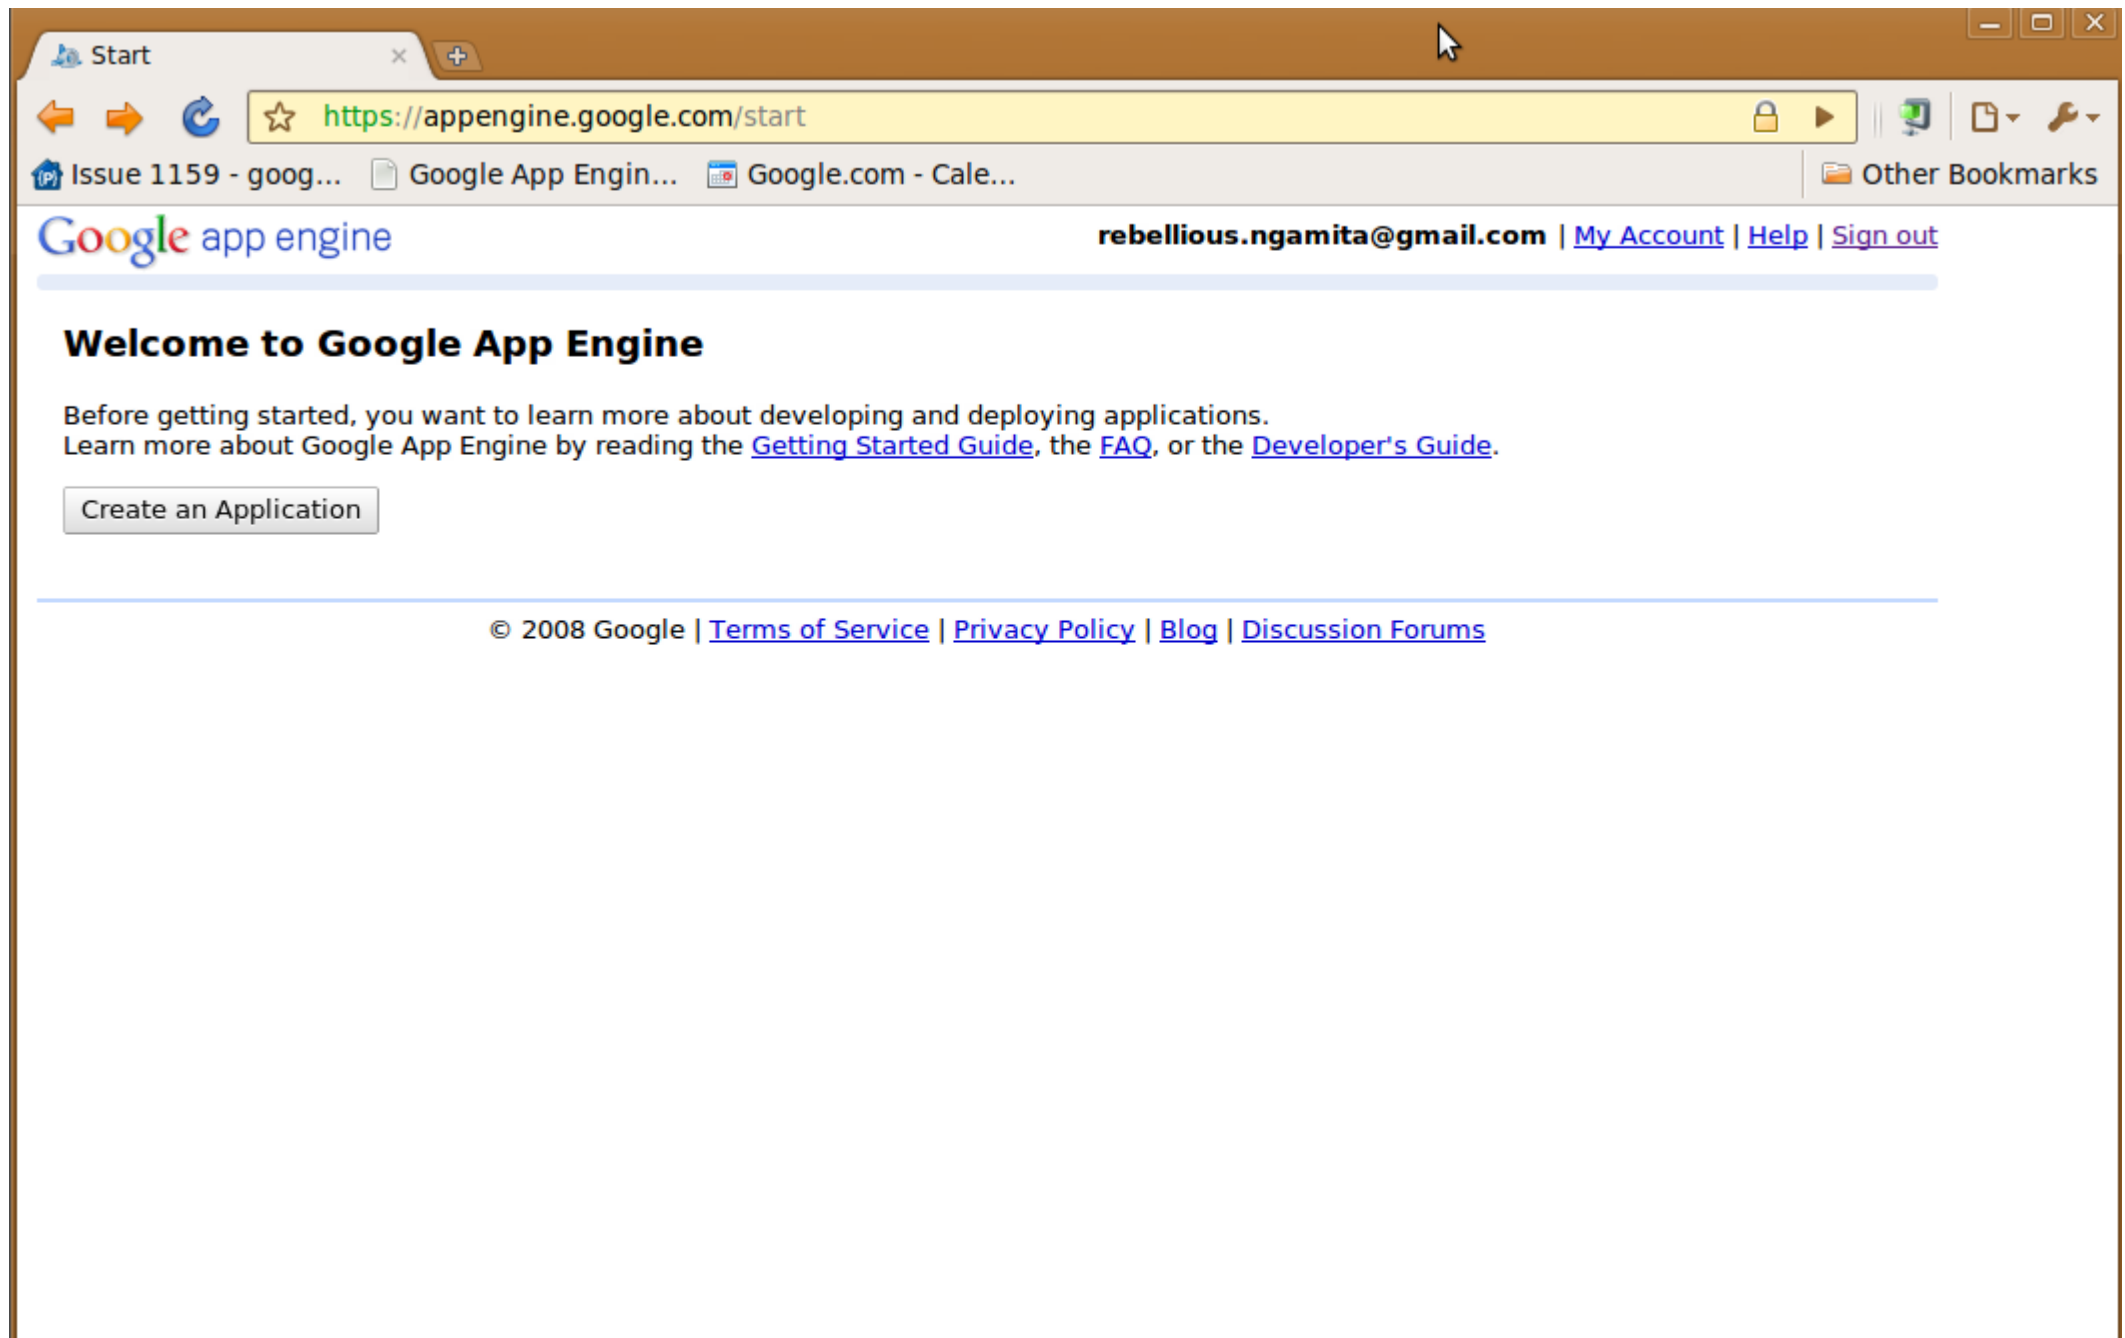 Start
https://appengine.google.com/start
Issue 1159 - goog... Google App Engin... Google.com - Cale... Other Bookmarks
Google app engine rebellious.ngamita@gmail.com | My Account | Help | Sign out
Welcome to Google App Engine
Before getting started, you want to learn more about developing and deploying applications.
Learn more about Google App Engine by reading the Getting Started Guide, the FAQ, or the Developer's Guide.
Create an Application
© 2008 Google | Terms of Service | Privacy Policy | Blog | Discussion Forums